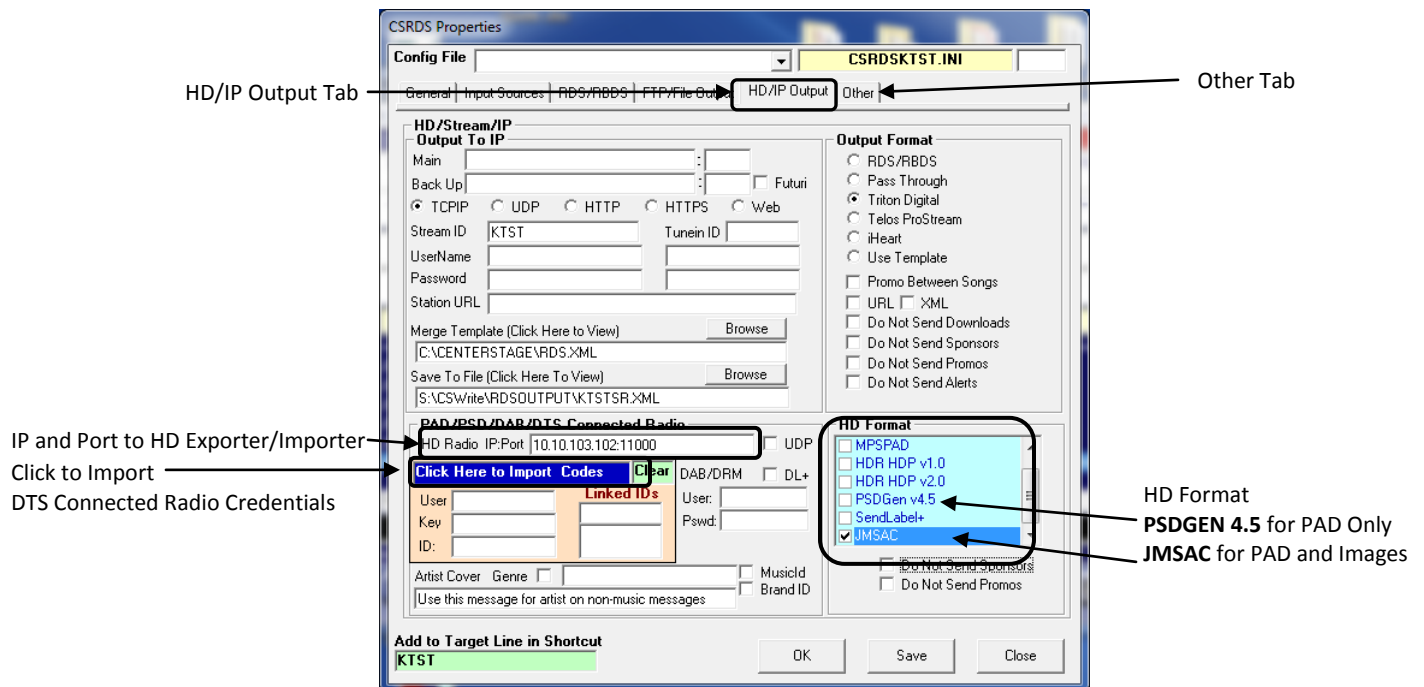 CSRDS Properties
Config File
CSRDSKTST.INI
HD/IP Output Tab
Other Tab
General Input Sources RDS/RBDS FTP/File Output HD/IP Output Other
HD/Stream/IP
Output To IP
Main :
Back Up : Futuri
TCPIP UDP HTTP HTTPS Web
Stream ID KTST Tunein ID
UserName
Password
Station URL
Merge Template (Click Here to View) Browse
C:\CENTERSTAGE\RDS.XML
Save To File (Click Here To View) Browse
S:\CSWrite\RDSOUTPUT\KTSTSR.XML
Output Format
RDS/RBDS
Pass Through
Triton Digital
Telos ProStream
iHeart
Use Template
Promo Between Songs
URL XML
Do Not Send Downloads
Do Not Send Sponsors
Do Not Send Promos
Do Not Send Alerts
IP and Port to HD Exporter/Importer
Click to Import
DTS Connected Radio Credentials
PAD/PSD/DAB/DTS Connected Radio
HD Radio IP:Port 10.10.103.102:11000 UDP
Click Here to Import Codes Clear DAB/DRM DL+
User Linked IDs User:
Key Pswd:
ID:
Artist Cover Genre MusicId
Brand ID
Use this message for artist on non-music messages
HD Format
MPSPAD
HDR HDP v1.0
HDR HDP v2.0
PSDGen v4.5
SendLabel+
JMSAC
Do Not Send Sponsors
Do Not Send Promos
HD Format
PSDGEN 4.5 for PAD Only
JMSAC for PAD and Images
Add to Target Line in Shortcut
KTST
OK Save Close